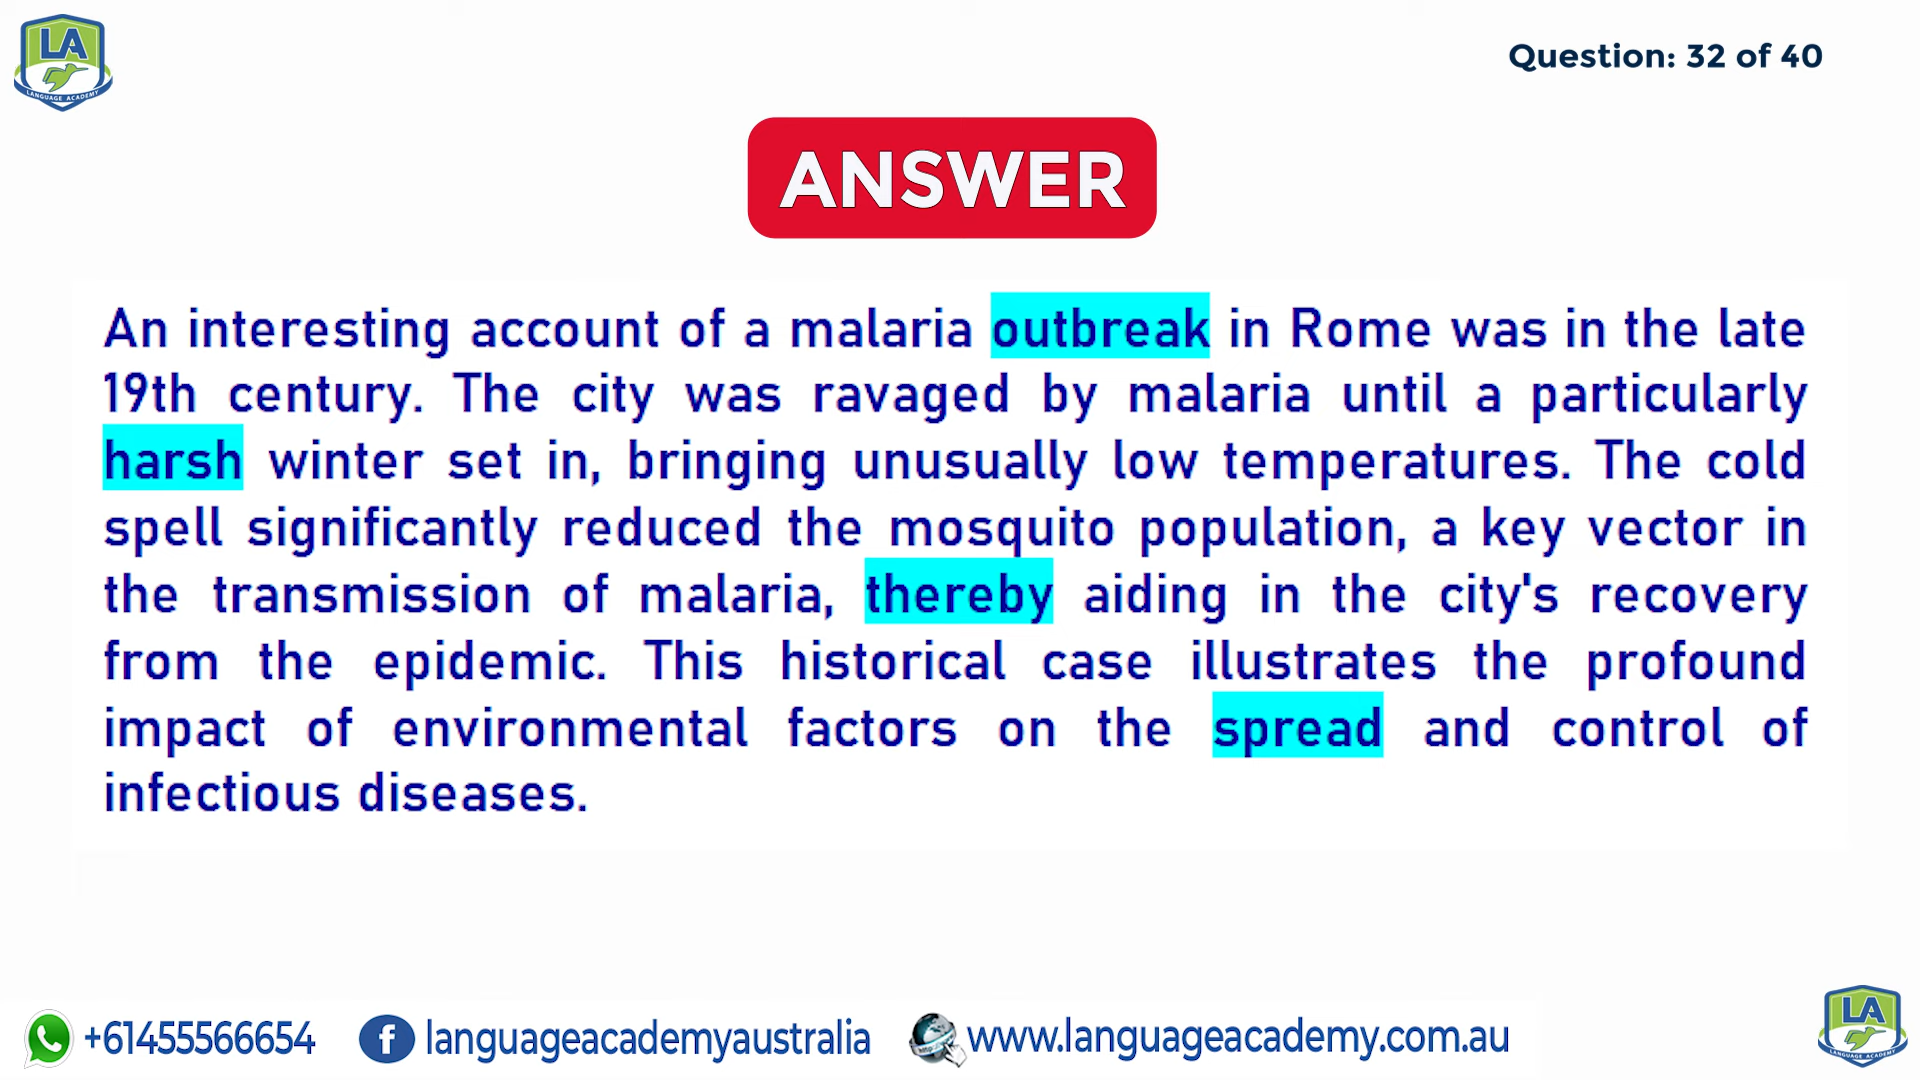 LA
LANGUAGE ACADEMY
Question: 32 of 40
ANSWER
An interesting account of a malaria outbreak in Rome was in the late
19th century. The city was ravaged by malaria until a particularly
harsh winter set in, bringing unusually low temperatures. The cold
spell significantly reduced the mosquito population, a key vector in
the transmission of malaria, thereby aiding in the city's recovery
from the epidemic. This historical case illustrates the profound
impact of environmental factors on the spread and control of
infectious diseases.
+61455566654
languageacademyaustralia
www.languageacademy.com.au
LA
LANGUAGE ACADEMY